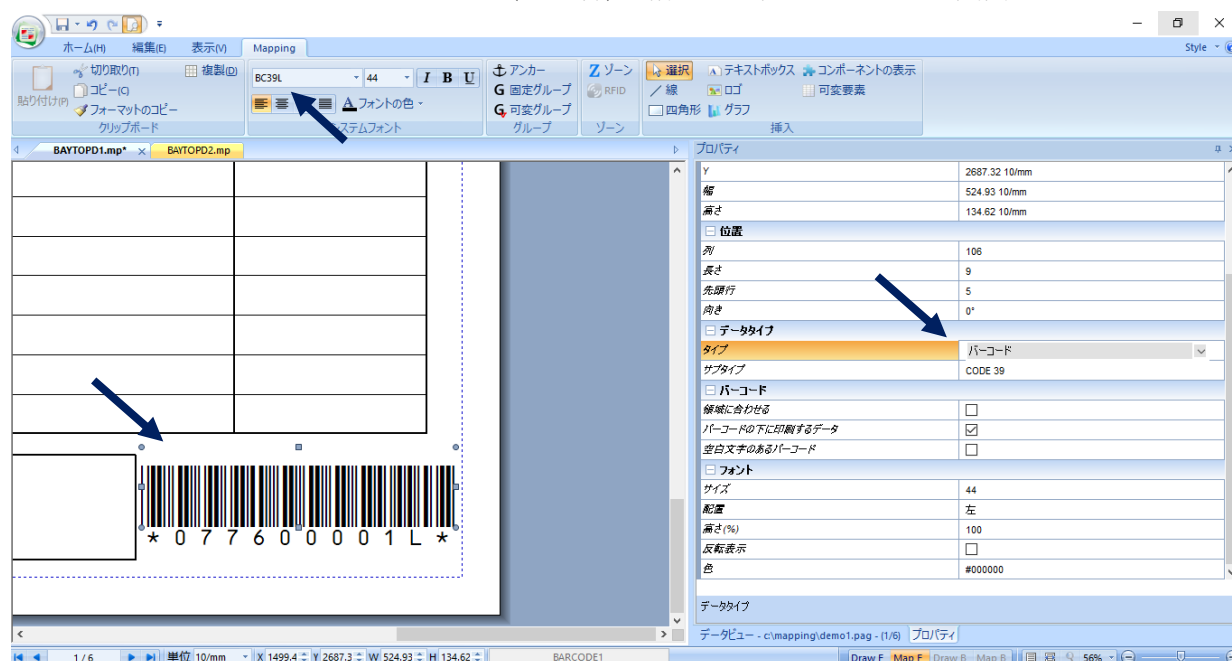 ホーム(H) 編集(E) 表示(V) Mapping Style
切り取り(T) 複製(D)
コピー(C)
貼り付け(P)
フォーマットのコピー
クリップボード
BC39L 44 I B U
A フォントの色
システムフォント
アンカー
G 固定グループ
G 可変グループ
グループ
Z ゾーン
RFID
ゾーン
選択 テキストボックス コンポーネントの表示
線 ロゴ 可変要素
四角形 グラフ
挿入
BAYTOPD1.mp* BAYTOPD2.mp
プロパティ
Y 2687.32 10/mm
幅 524.93 10/mm
高さ 134.62 10/mm
位置
列 106
長さ 9
先頭行 5
向き 0°
データタイプ
タイプ バーコード
サブタイプ CODE 39
バーコード
領域に合わせる
バーコードの下に印刷するデータ
空白文字のあるバーコード
フォント
サイズ 44
配置 左
高さ(%) 100
反転表示
色 #000000
データタイプ
*077600001L*
データビュー - c:\mapping\demo1.pag - (1/6) プロパティ
1/6 単位 10/mm X 1499.4 Y 2687.3 W 524.93 H 134.62 BARCODE1 Draw F Map F Draw B Map B 56%